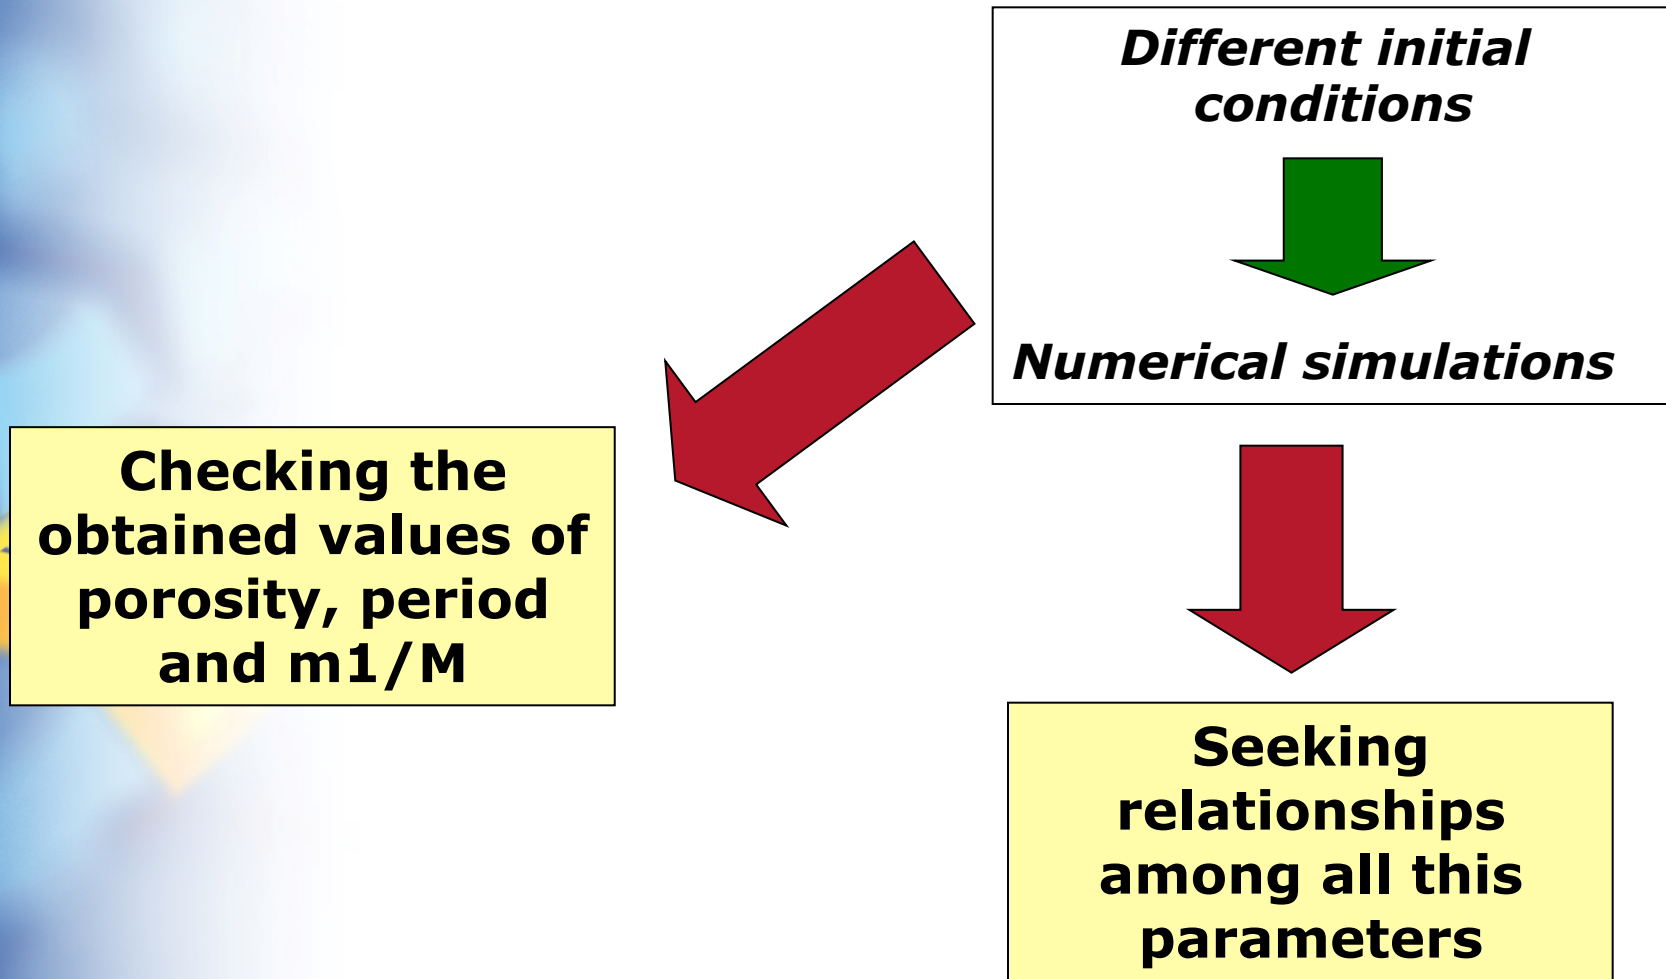 Different initial
conditions
Numerical simulations
Checking the
obtained values of
porosity, period
and m1/M
Seeking
relationships
among all this
parameters